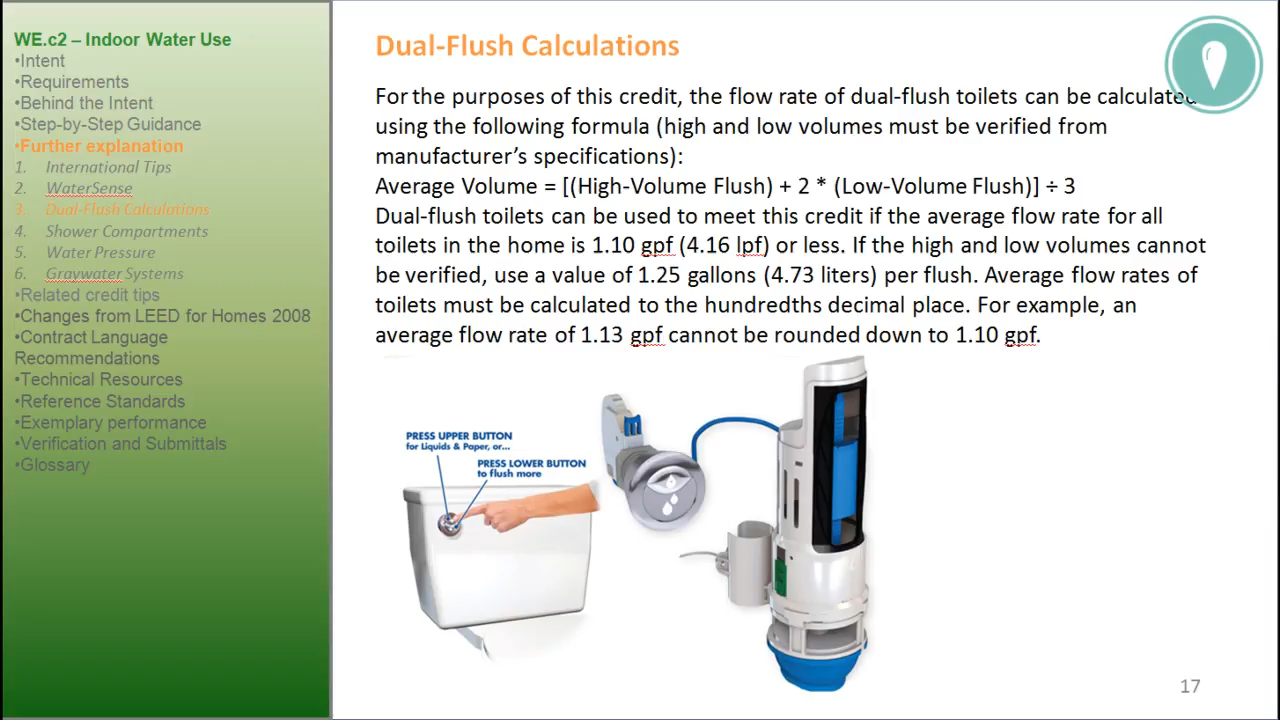 WE.c2 – Indoor Water Use
•Intent
•Requirements
•Behind the Intent
•Step-by-Step Guidance
•Further explanation
1. International Tips
2. WaterSense
3 Dual-Flush Calculations
4. Shower Compartments
5. Water Pressure
6. Graywater Systems
•Related credit tips
•Changes from LEED for Homes 2008
•Contract Language
Recommendations
•Technical Resources
•Reference Standards
•Exemplary performance
•Verification and Submittals
•Glossary
Dual-Flush Calculations
For the purposes of this credit, the flow rate of dual-flush toilets can be calculated
using the following formula (high and low volumes must be verified from
manufacturer’s specifications):
Average Volume = [(High-Volume Flush) + 2 * (Low-Volume Flush)] ÷ 3
Dual-flush toilets can be used to meet this credit if the average flow rate for all
toilets in the home is 1.10 gpf (4.16 lpf) or less. If the high and low volumes cannot
be verified, use a value of 1.25 gallons (4.73 liters) per flush. Average flow rates of
toilets must be calculated to the hundredths decimal place. For example, an
average flow rate of 1.13 gpf cannot be rounded down to 1.10 gpf.
PRESS UPPER BUTTON
for Liquids & Paper, or...
PRESS LOWER BUTTON
to flush more
17